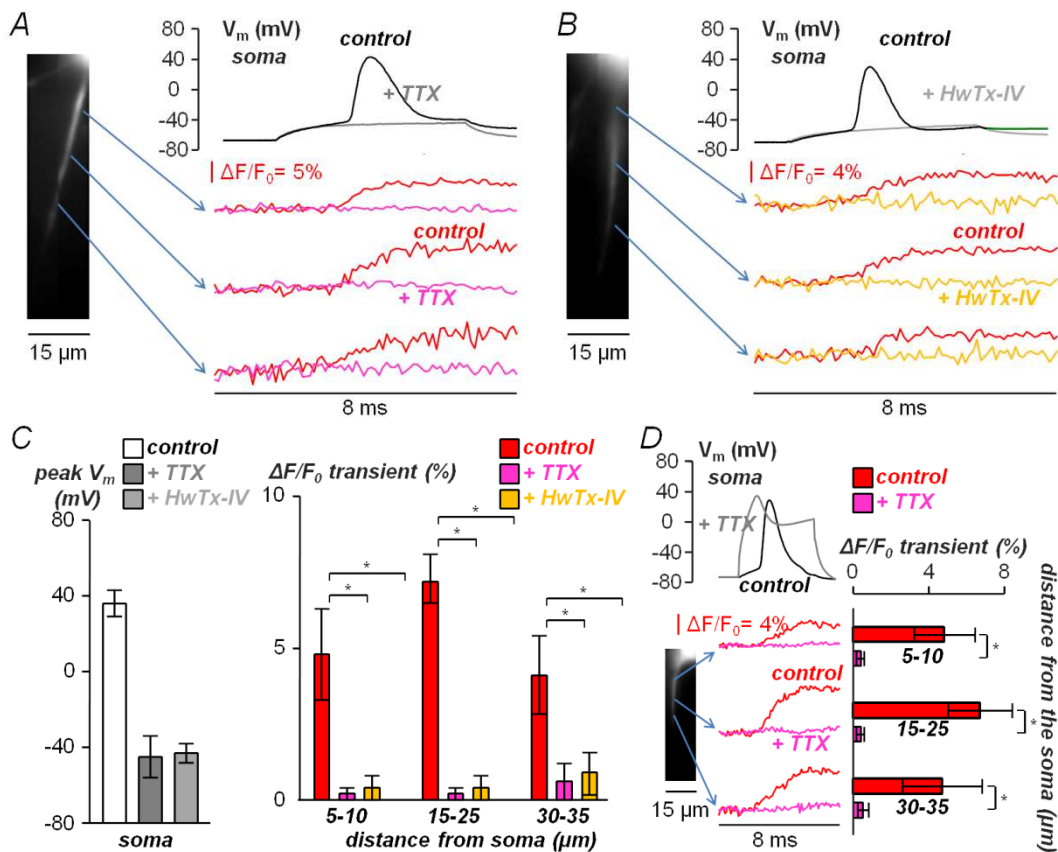 A
V_m (mV)
soma
control
80
40
0
-40
-80
+ TTX
ΔF/F_0= 5%
control
+ TTX
15 µm
8 ms
B
V_m (mV)
soma
control
80
40
0
-40
-80
+ HwTx-IV
ΔF/F_0= 4%
control
+ HwTx-IV
15 µm
8 ms
C
peak V_m
(mV)
control
+ TTX
+ HwTx-IV
80
40
0
-40
-80
soma
ΔF/F_0 transient (%)
control
+ TTX
+ HwTx-IV
10
5
0
*
*
*
*
*
*
5-10
15-25
30-35
distance from soma (µm)
D
V_m (mV)
soma
80
40
0
-40
-80
+ TTX
control
control
+ TTX
ΔF/F_0 transient (%)
0
4
8
ΔF/F_0= 4%
control
+ TTX
15 µm
8 ms
5-10
*
15-25
*
30-35
*
distance from the soma (µm)